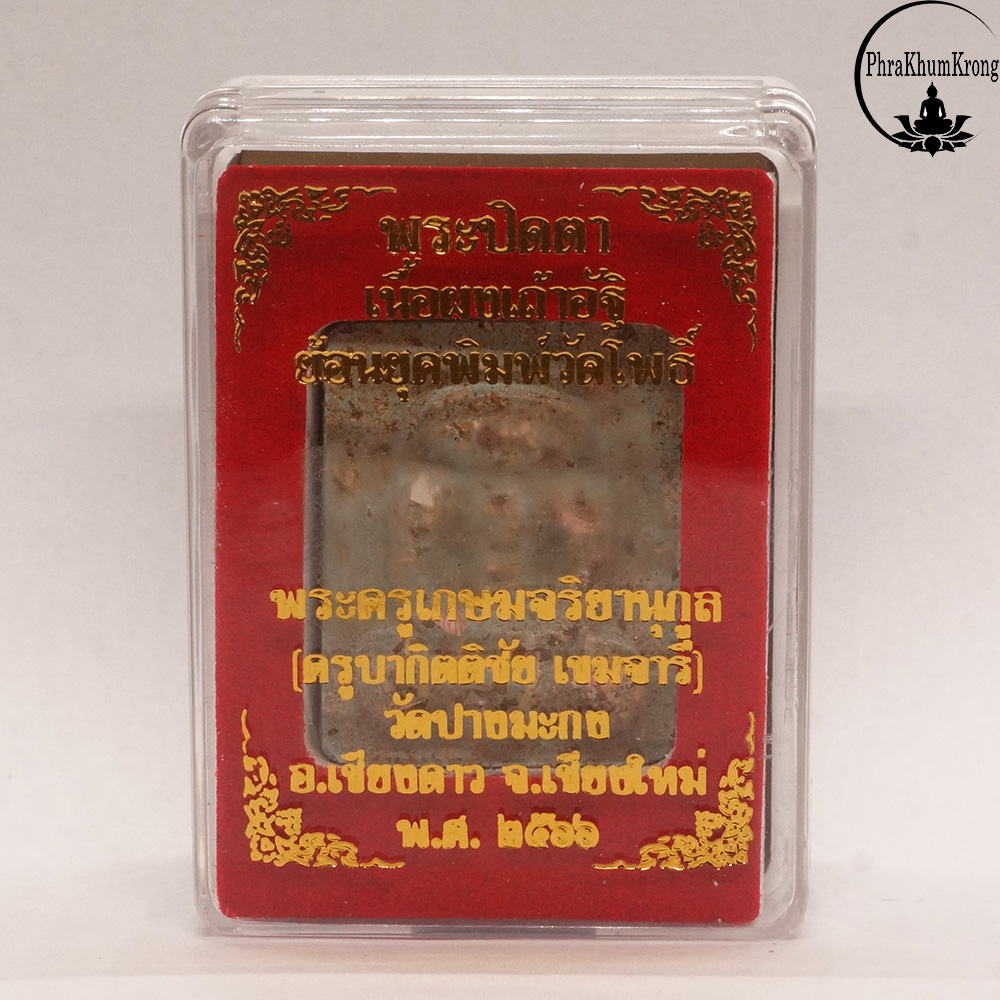 PhraKhumKrong
พระปิดตา
เนื้อผงเถ้าอัฐิ
ย้อนยุคพิมพ์วัดโพธิ์
พระครูเกษมจริยานุกูล
(ครูบากิตติชัย เขมจารี)
วัดปางมะกง
อ.เชียงดาว จ.เชียงใหม่
พ.ศ. ๒๕๖๖